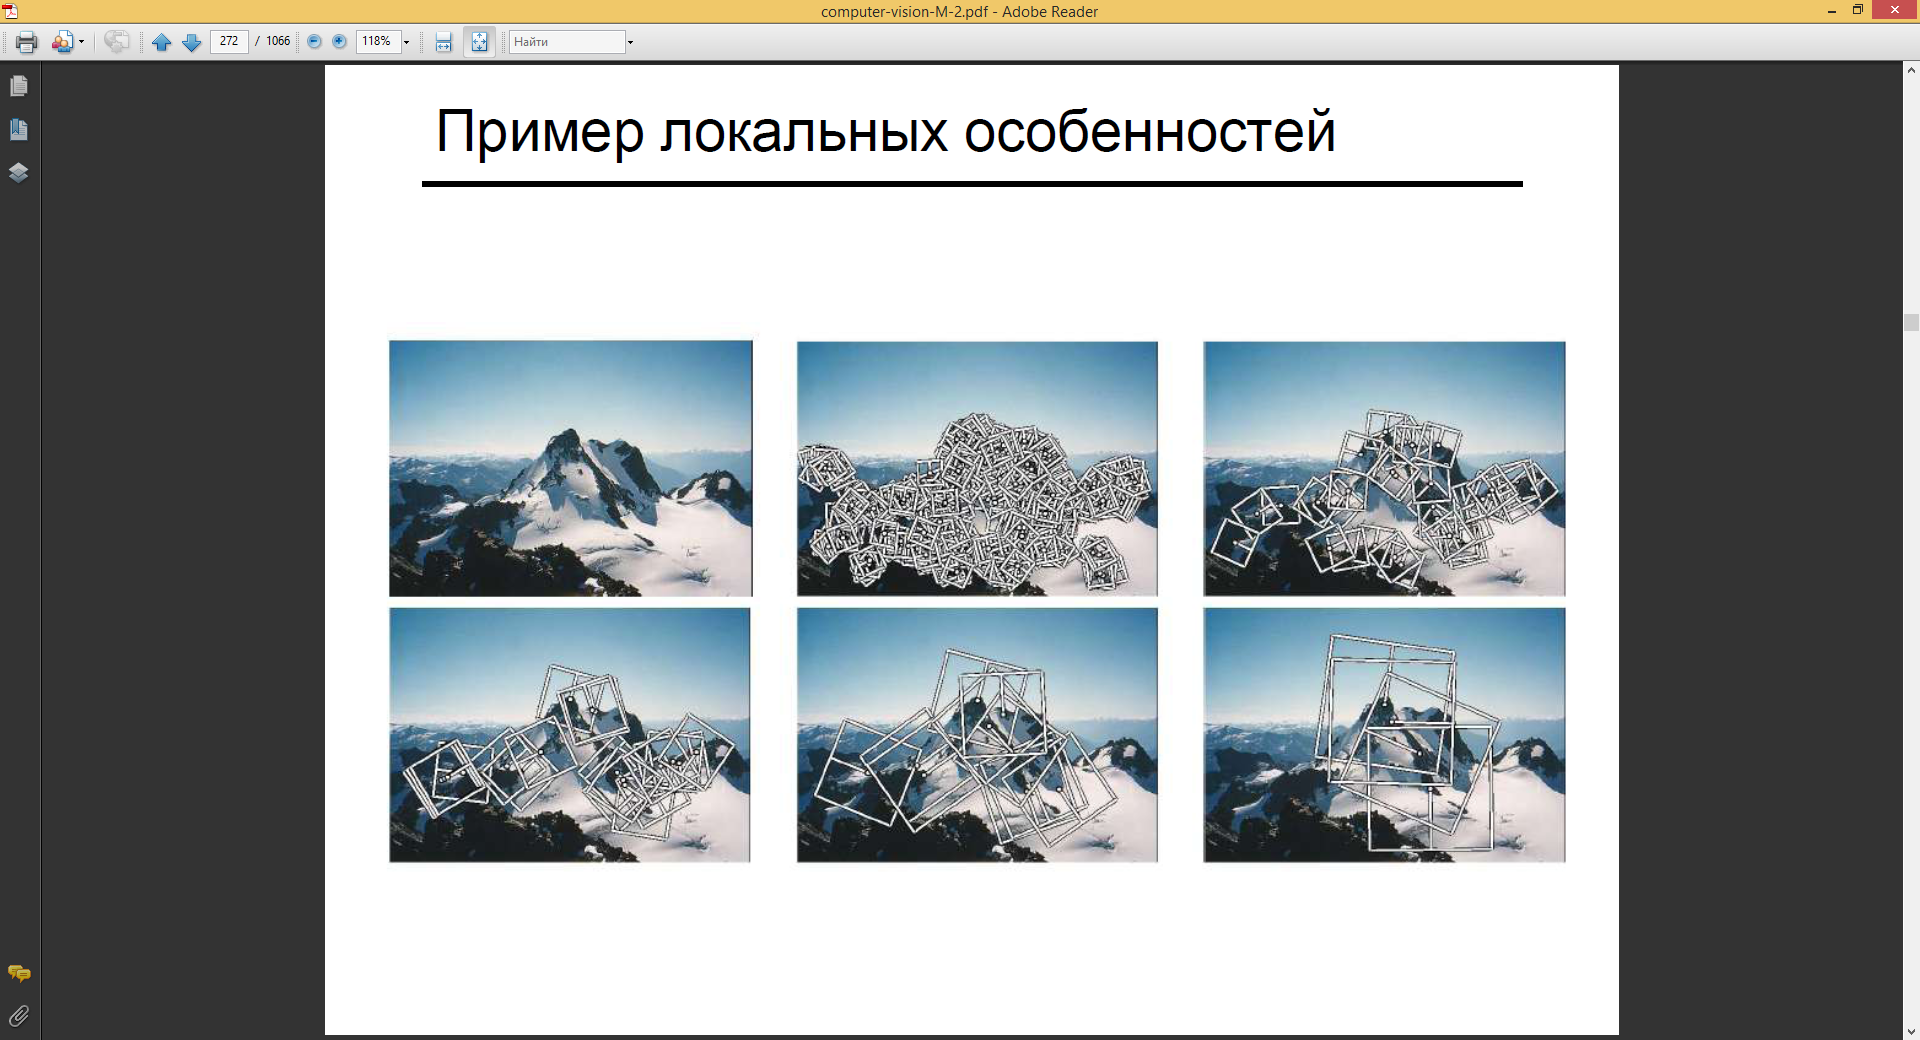 computer-vision-M-2.pdf - Adobe Reader
272 / 1066 118% Найти
Пример локальных особенностей